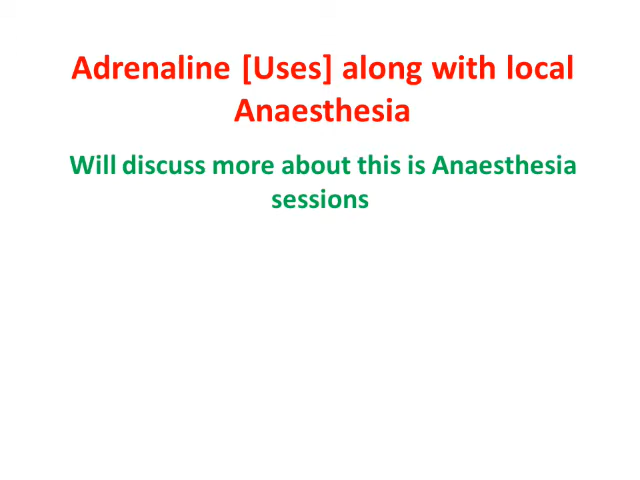 Adrenaline [Uses] along with local
Anaesthesia
Will discuss more about this is Anaesthesia
sessions